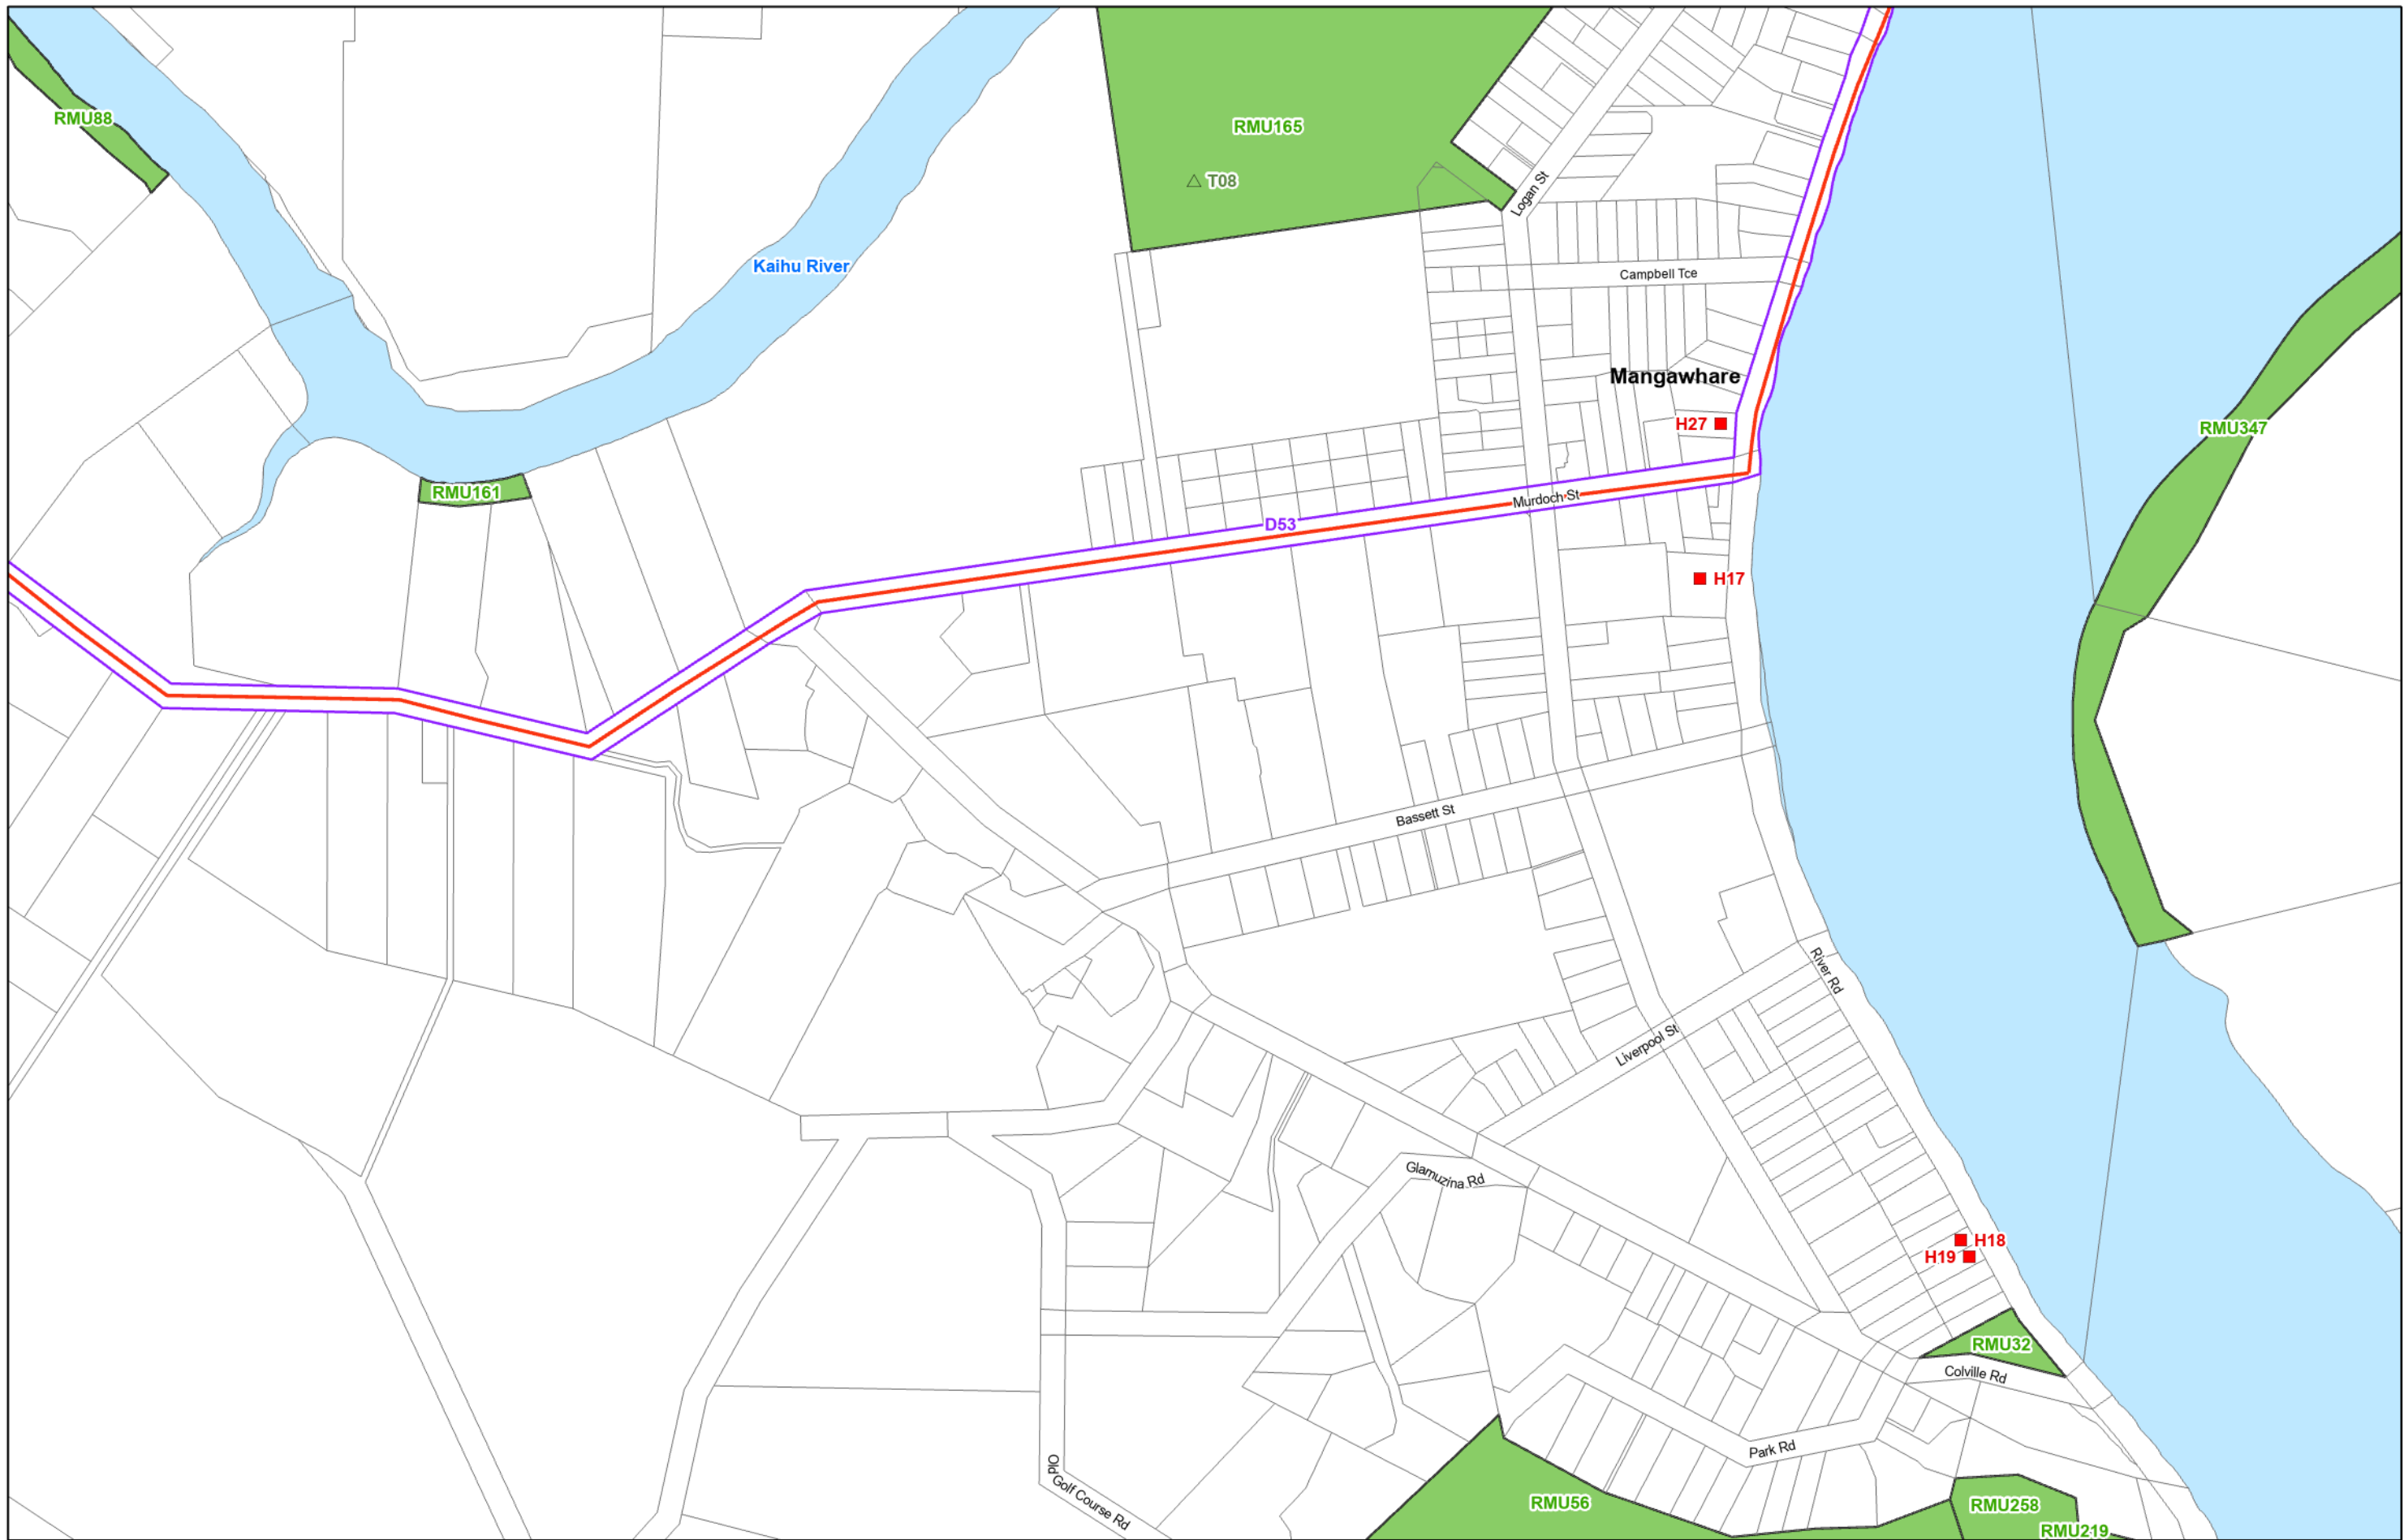 RMU88
RMU165
T08
Logan St
Kaihu River
Campbell Tce
Mangawhare
H27
RMU347
RMU161
Murdoch St
D53
H17
Bassett St
River Rd
Liverpool St
Glamuzina Rd
H18
H19
RMU32
Colville Rd
Park Rd
Old Golf Course Rd
RMU56
RMU258
RMU219